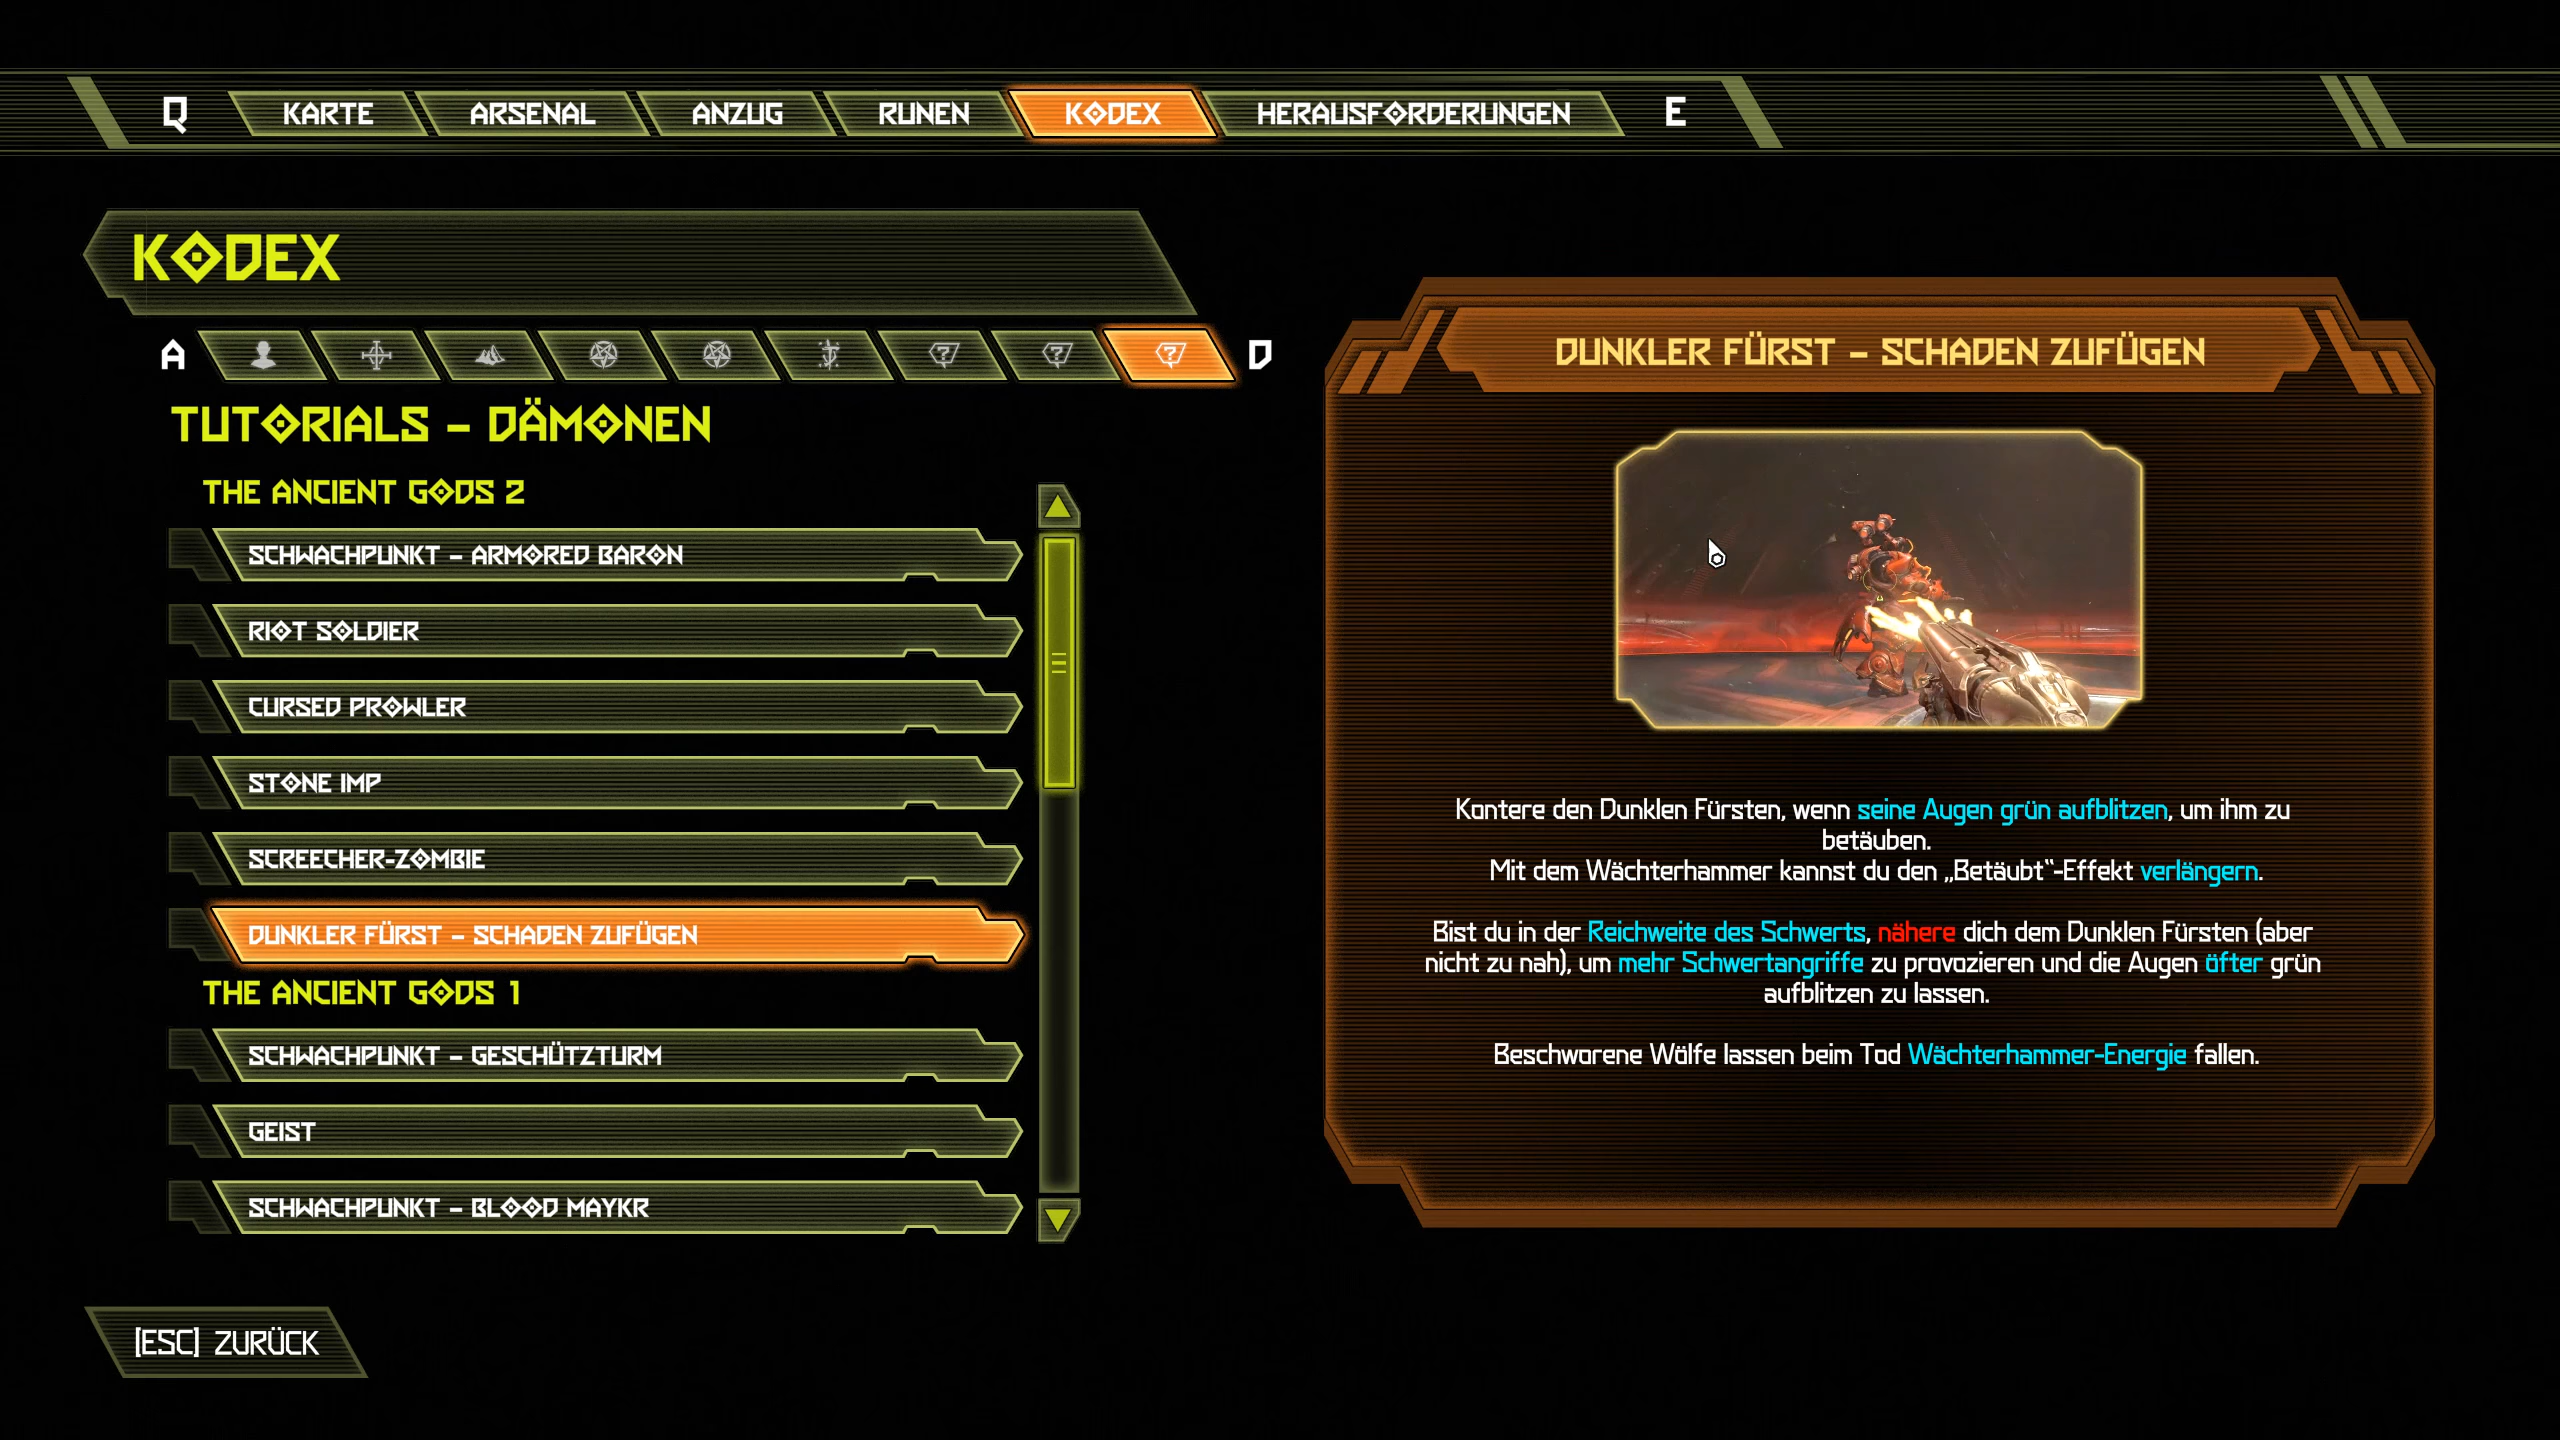 Q KARTE ARSENAL ANZUG RUNEN KODEX HERAUSFORDERUNGEN E
KODEX
A ? ? ? D
TUTORIALS – DÄMONEN
THE ANCIENT GODS 2
SCHWACHPUNKT – ARMORED BARON
RIOT SOLDIER
CURSED PROWLER
STONE IMP
SCREECHER-ZOMBIE
DUNKLER FÜRST – SCHADEN ZUFÜGEN
THE ANCIENT GODS 1
SCHWACHPUNKT – GESCHÜTZTURM
GEIST
SCHWACHPUNKT – BLOOD MAYKR
DUNKLER FÜRST – SCHADEN ZUFÜGEN
Kontere den Dunklen Fürsten, wenn seine Augen grün aufblitzen, um ihm zu
betäuben.
Mit dem Wächterhammer kannst du den „Betäubt“-Effekt verlängern.
Bist du in der Reichweite des Schwerts, nähere dich dem Dunklen Fürsten (aber
nicht zu nah), um mehr Schwertangriffe zu provozieren und die Augen öfter grün
aufblitzen zu lassen.
Beschworene Wölfe lassen beim Tod Wächterhammer-Energie fallen.
[ESC] ZURÜCK